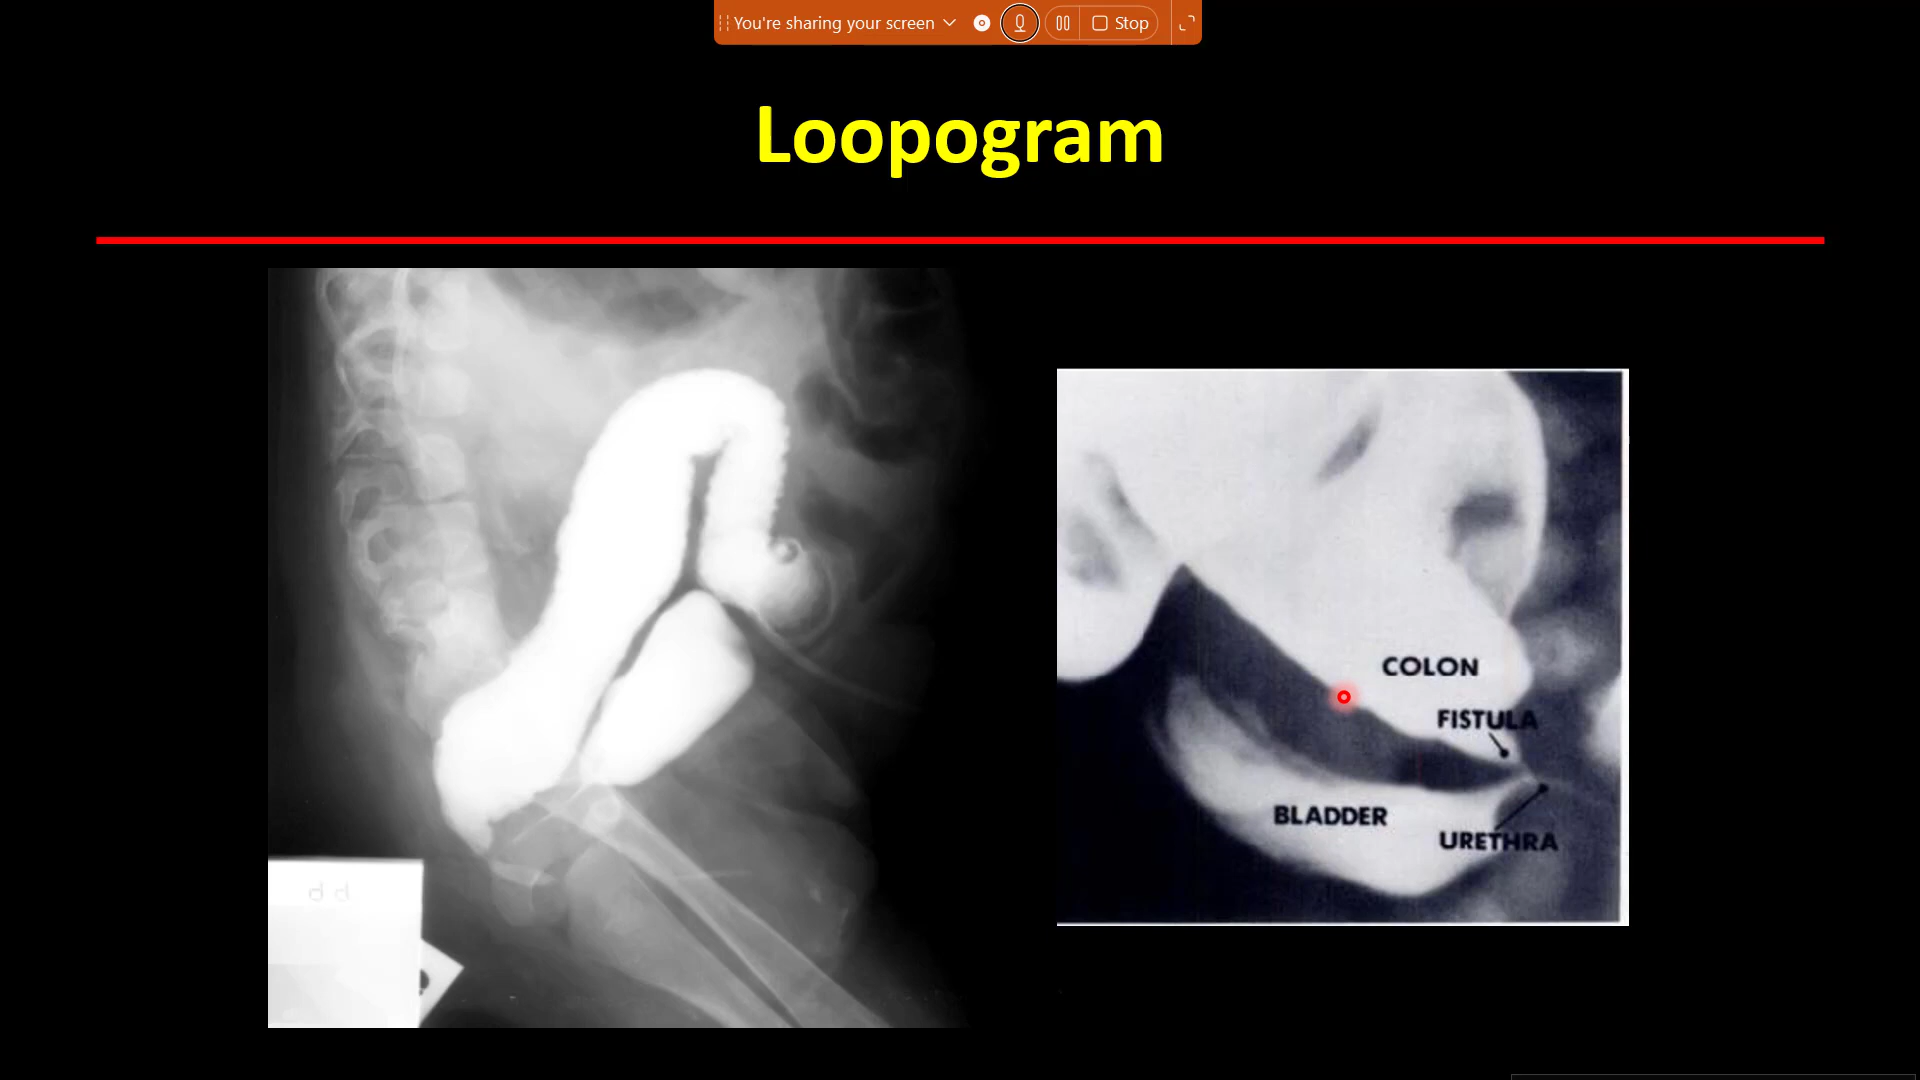 You're sharing your screen
Stop
Loopogram
COLON
FISTULA
BLADDER
URETHRA